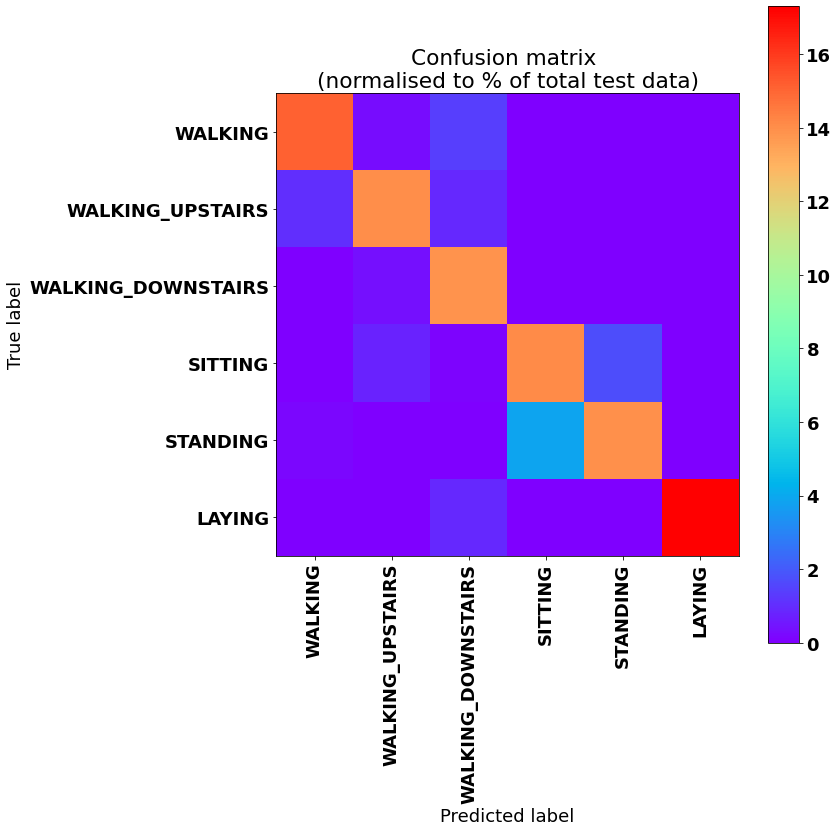 Confusion matrix
(normalised to % of total test data)
True label
WALKING
WALKING_UPSTAIRS
WALKING_DOWNSTAIRS
SITTING
STANDING
LAYING
WALKING
WALKING_UPSTAIRS
WALKING_DOWNSTAIRS
SITTING
STANDING
LAYING
Predicted label
16
14
12
10
8
6
4
2
0